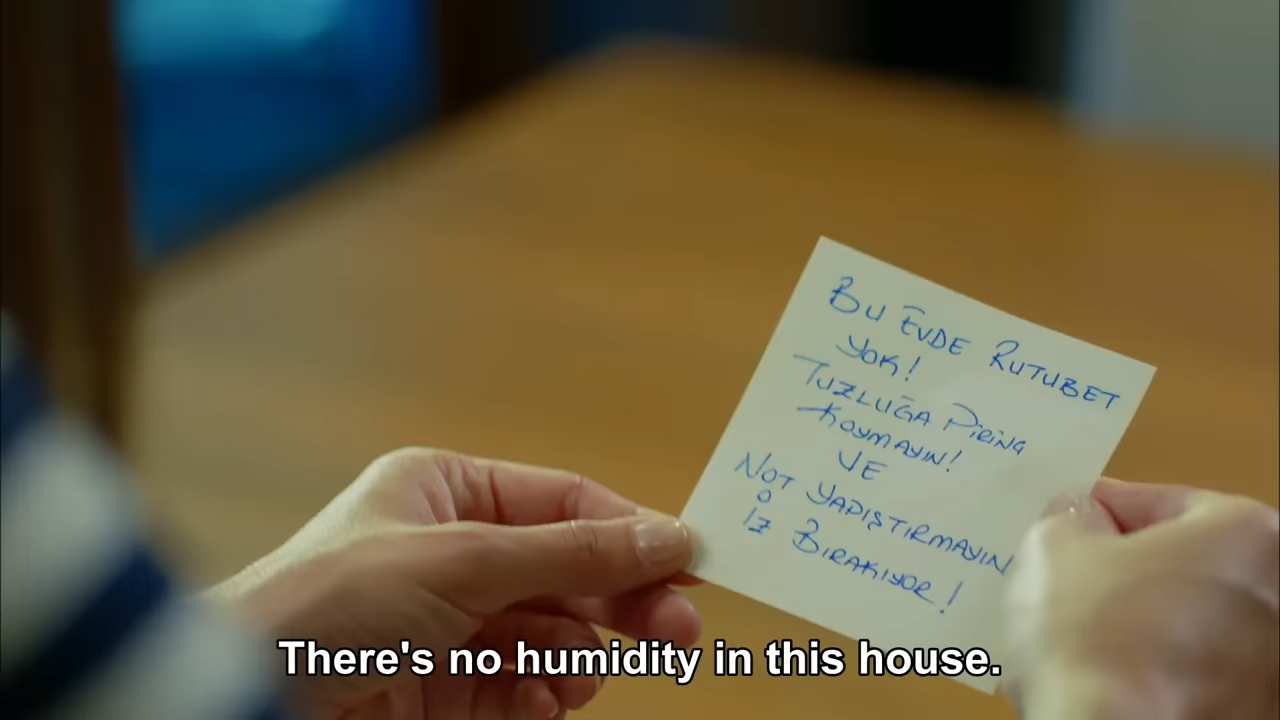 BU EVDE RUTUBET
YOK!
TUZLUĞA PİRİNÇ
KOYMAYIN!
VE
NOT YAPIŞTIRMAYIN
İZ BIRAKIYOR!
There's no humidity in this house.